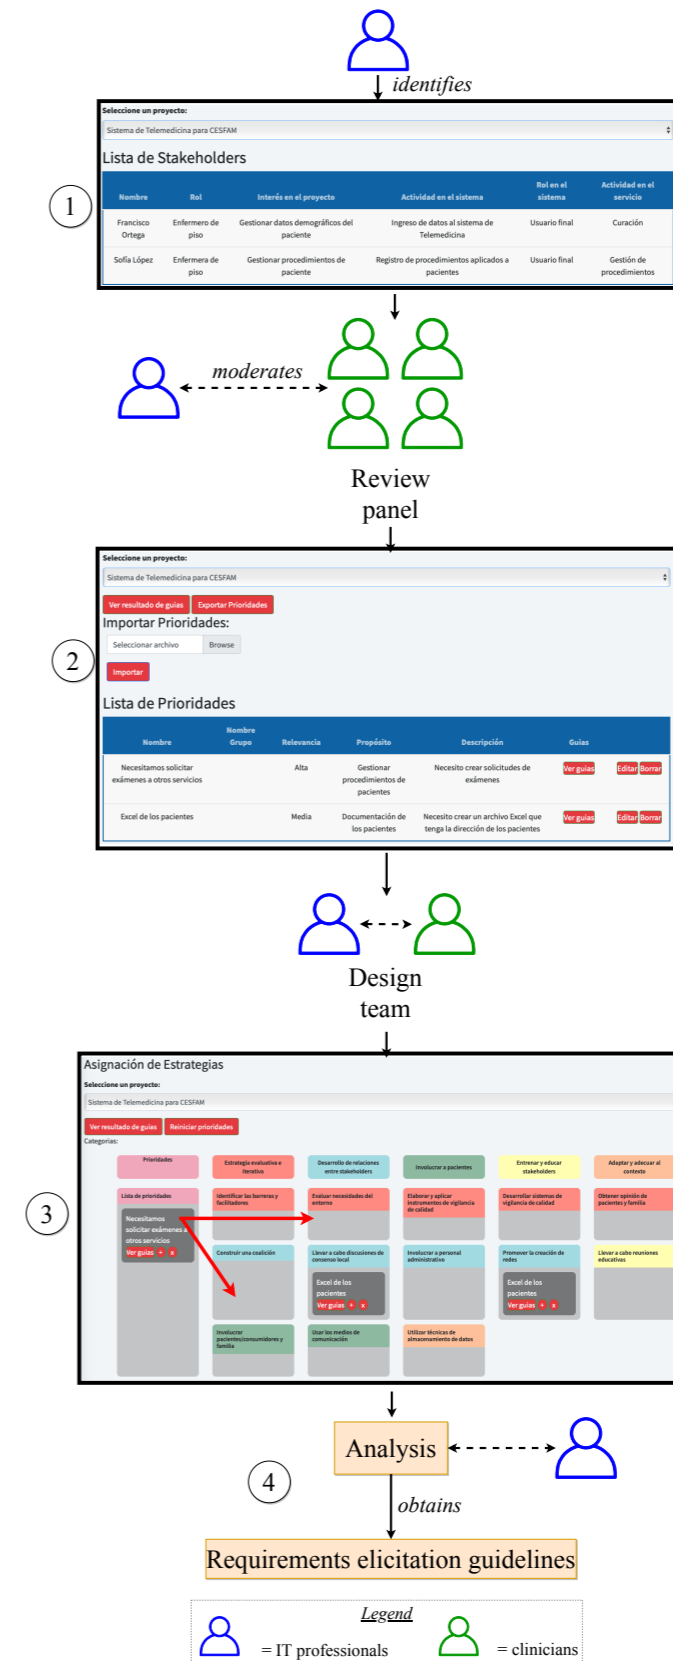 identifies
Seleccione un proyecto:
Sistema de Telemedicina para CESFAM
Lista de Stakeholders
1
Nombre Rol Interés en el proyecto Actividad en el sistema Rol en el sistema Actividad en el servicio
Francisco Ortega Enfermero de piso Gestionar datos demográficos del paciente Ingreso de datos al sistema de Telemedicina Usuario final Curación
Sofía López Enfermera de piso Gestionar procedimientos de paciente Registro de procedimientos aplicados a pacientes Usuario final Gestión de procedimientos
moderates
Review
panel
Seleccione un proyecto:
Sistema de Telemedicina para CESFAM
Ver resultado de guias Exportar Prioridades
Importar Prioridades:
Seleccionar archivo Browse
2
Importar
Lista de Prioridades
Nombre Nombre Grupo Relevancia Propósito Descripción Guías
Necesitamos solicitar exámenes a otros servicios Alta Gestionar procedimientos de pacientes Necesito crear solicitudes de exámenes Ver guías Editar Borrar
Excel de los pacientes Media Documentación de los pacientes Necesito crear un archivo Excel que tenga la dirección de los pacientes Ver guías Editar Borrar
Design
team
Asignación de Estrategias
Seleccione un proyecto:
Sistema de Telemedicina para CESFAM
Ver resultado de guias Reiniciar prioridades
Categorias:
Prioridades Estrategia evaluativa e iterativa Desarrollo de relaciones entre stakeholders Involucrar a pacientes Entrenar y educar stakeholders Adaptar y adecuar al contexto
3
Lista de prioridades Identificar las barreras y facilitadores Evaluar necesidades del entorno Elaborar y aplicar instrumentos de vigilancia de calidad Desarrollar sistemas de vigilancia de calidad Obtener opinión de pacientes y familia
Necesitamos
solicitar exámenes a
otros servicios
Ver guías + x
Construir una coalición Llevar a cabo discusiones de consenso local Involucrar a personal administrativo Promover la creación de redes Llevar a cabo reuniones educativas
Excel de los pacientes Excel de los pacientes
Ver guías + x Ver guías + x
Involucrar pacientes/consumidores y familia Usar los medios de comunicación Utilizar técnicas de almacenamiento de datos
Analysis
4
obtains
Requirements elicitation guidelines
Legend
= IT professionals = clinicians